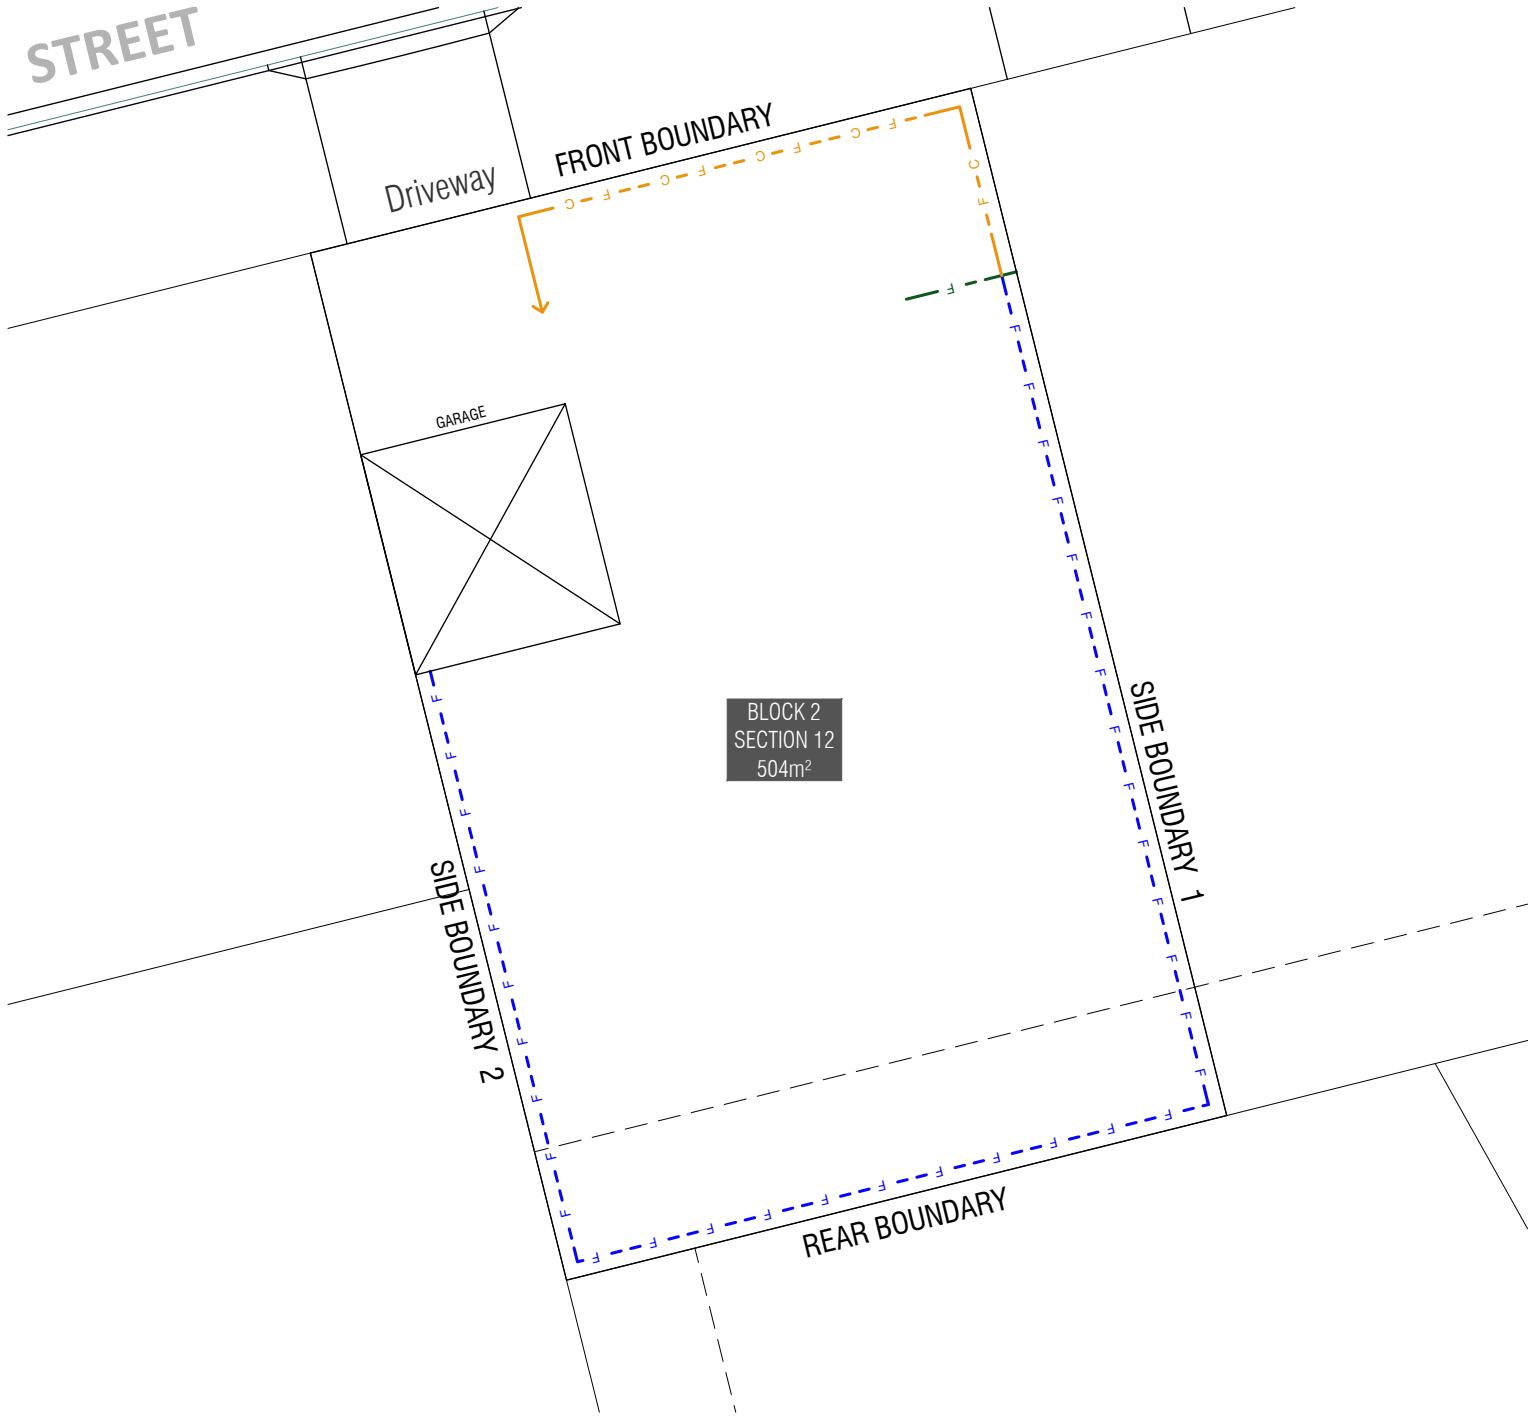 STREET
FRONT BOUNDARY
Driveway
C F C F C F C F
C F
F
GARAGE
F F F F F F F F F F F F F F
BLOCK 2
SECTION 12
504m²
SIDE BOUNDARY 1
SIDE BOUNDARY 2
F F F F F F F F F F
F F F F F F F F F F F
REAR BOUNDARY